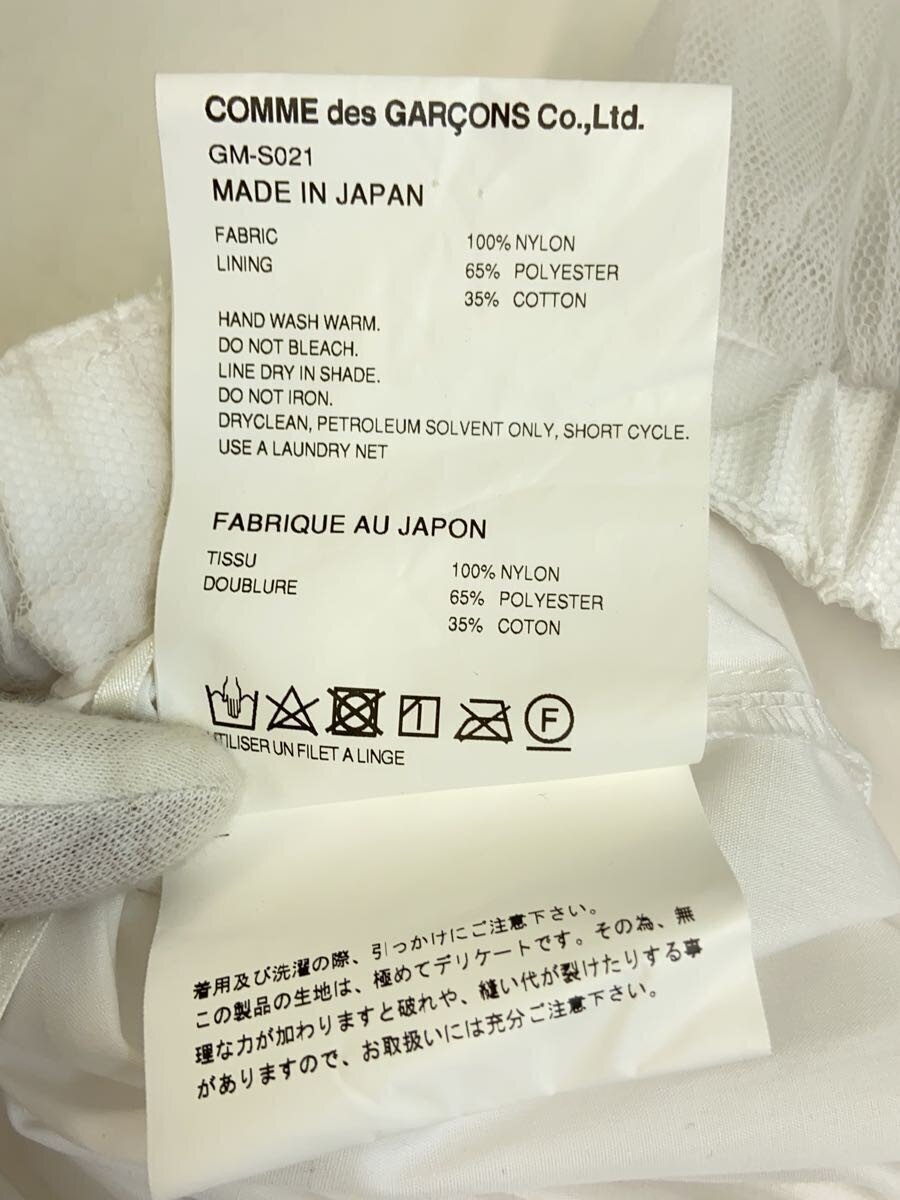 COMME des GARÇONS Co.,Ltd.
GM-S021
MADE IN JAPAN
FABRIC 100% NYLON
LINING 65% POLYESTER
35% COTTON
HAND WASH WARM.
DO NOT BLEACH.
LINE DRY IN SHADE.
DO NOT IRON.
DRYCLEAN, PETROLEUM SOLVENT ONLY, SHORT CYCLE.
USE A LAUNDRY NET
FABRIQUE AU JAPON
TISSU 100% NYLON
DOUBLURE 65% POLYESTER
35% COTON
F
UTILISER UN FILET A LINGE
着用及び洗濯の際、引っかけにご注意下さい。
この製品の生地は、極めてデリケートです。その為、無
理な力が加わりますと破れや、縫い代が裂けたりする事
がありますので、お取扱いには充分ご注意下さい。